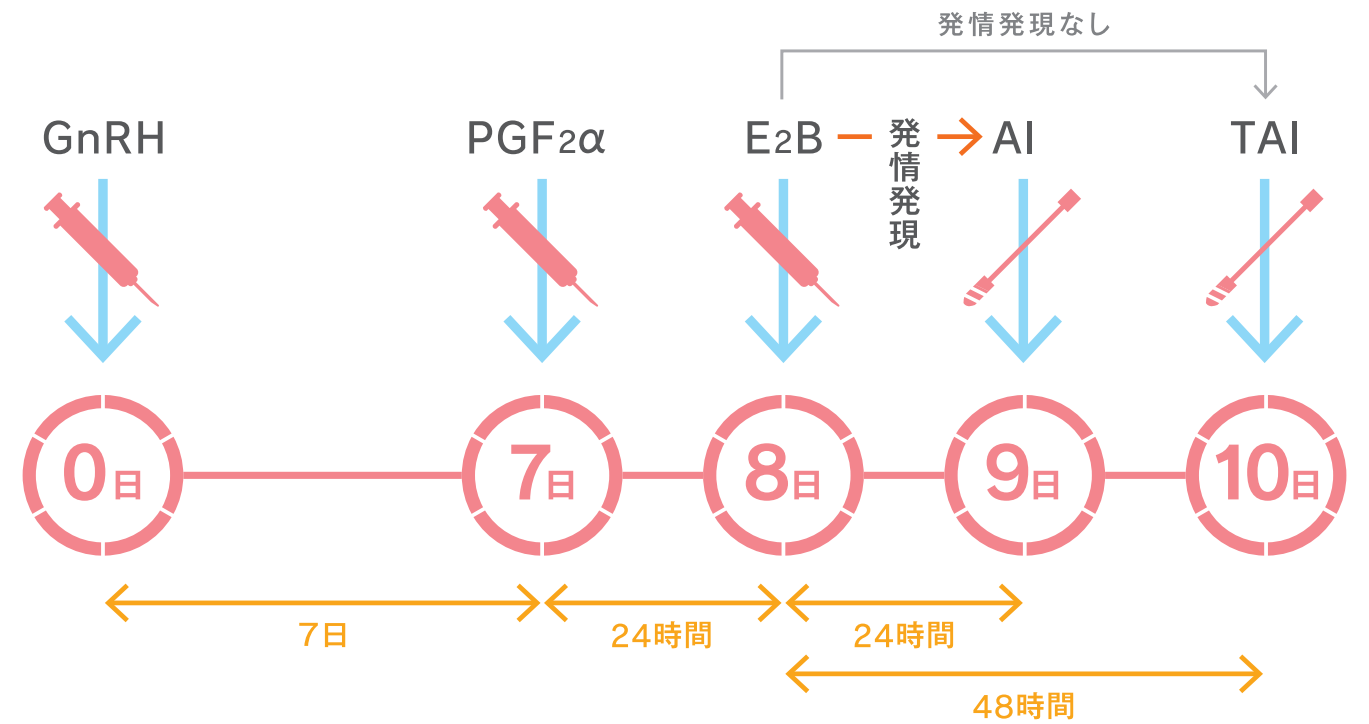 発情発現なし
GnRH
PGF2α
E2B
発情発現
AI
TAI
0日
7日
8日
9日
10日
7日
24時間
24時間
48時間